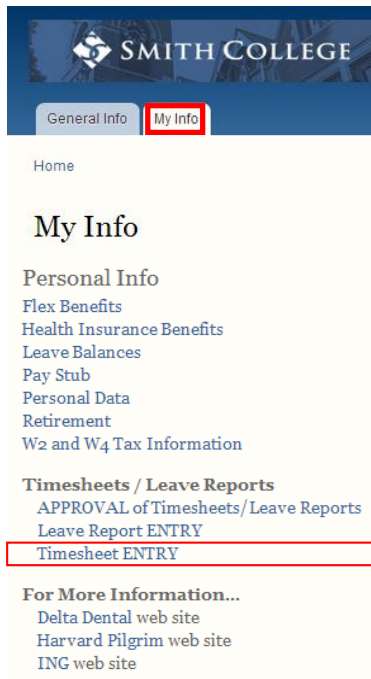 SMITH COLLEGE
General Info My Info
Home
My Info
Personal Info
Flex Benefits
Health Insurance Benefits
Leave Balances
Pay Stub
Personal Data
Retirement
W2 and W4 Tax Information
Timesheets / Leave Reports
APPROVAL of Timesheets/Leave Reports
Leave Report ENTRY
Timesheet ENTRY
For More Information...
Delta Dental web site
Harvard Pilgrim web site
ING web site